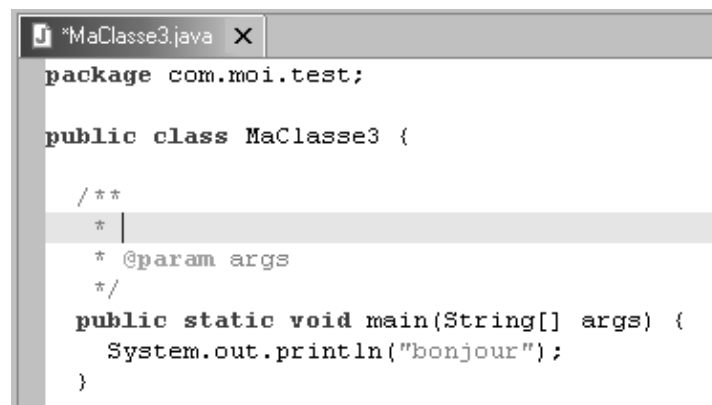 *MaClasse3.java
package com.moi.test;
public class MaClasse3 {
/**
*
* @param args
*/
public static void main(String[] args) {
System.out.println("bonjour");
}